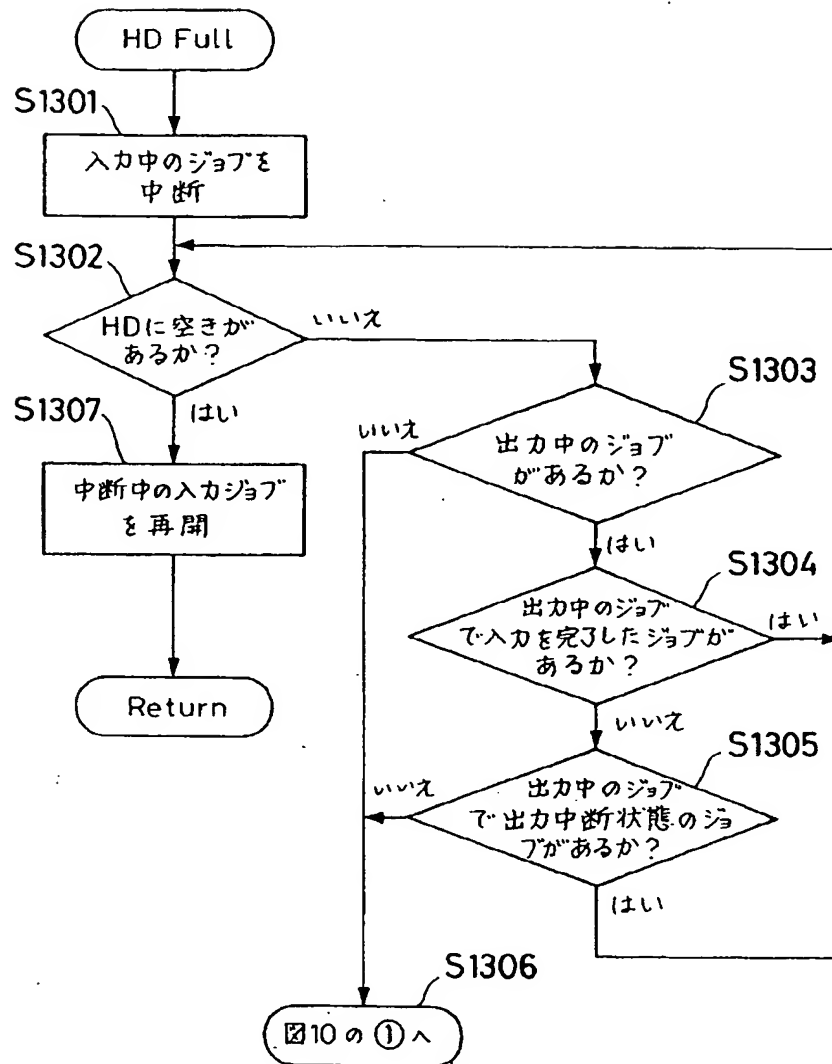 HD Full
S1301
入力中のジョブを
中断
S1302
HDに空きが
あるか?
いいえ
はい
S1307
中断中の入力ジョブ
を再開
Return
S1303
いいえ
出力中のジョブ
があるか?
はい
S1304
出力中のジョブ
で入力を完了したジョブが
あるか?
はい
いいえ
S1305
いいえ
出力中のジョブ
で出力中断状態のジョ
ブがあるか?
はい
S1306
図10の①へ